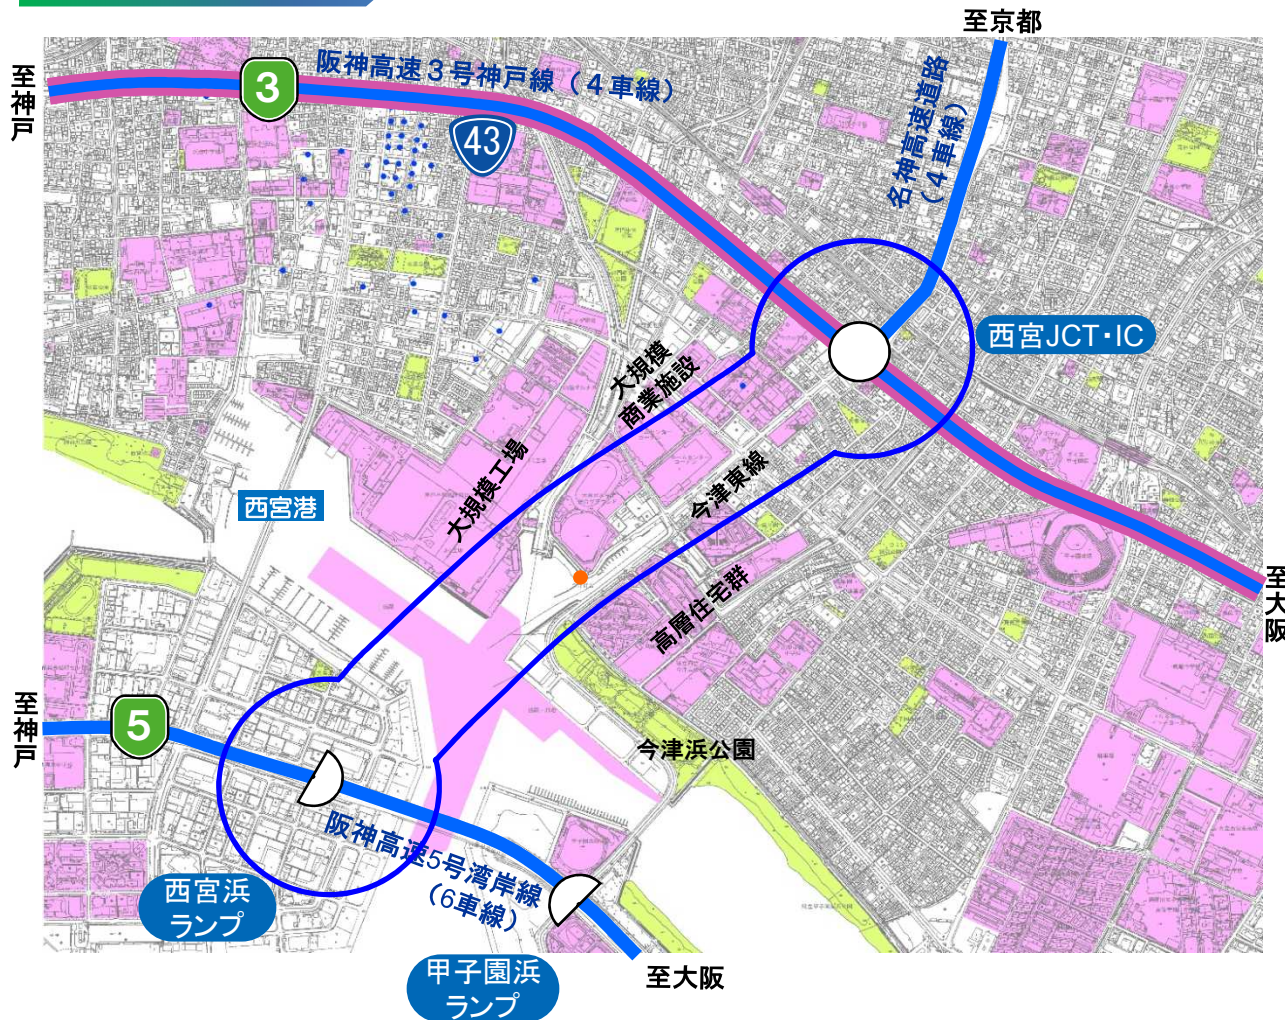 至京都
至神戸
3
阪神高速3号神戸線（4車線）
43
名神高速道路
（4車線）
西宮JCT・IC
大規模
商業施設
大規模工場
今津東線
西宮港
高層住宅群
至大阪
至神戸
5
今津浜公園
阪神高速5号湾岸線
（6車線）
西宮浜
ランプ
甲子園浜
ランプ
至大阪